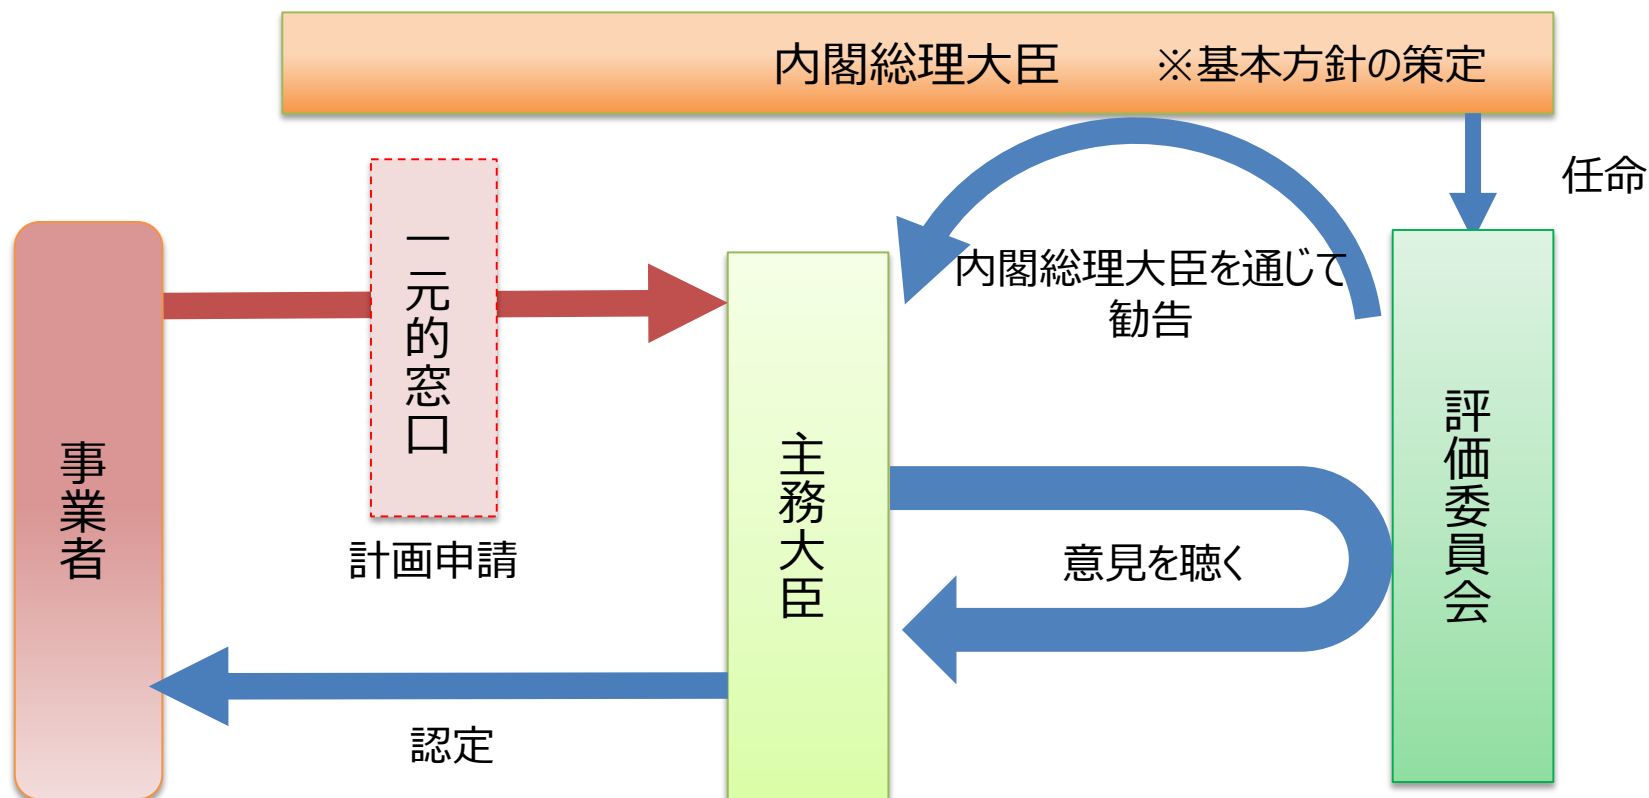 内閣総理大臣　※基本方針の策定
任命
一元的窓口
内閣総理大臣を通じて
勧告
事業者
主務大臣
評価委員会
計画申請
意見を聴く
認定